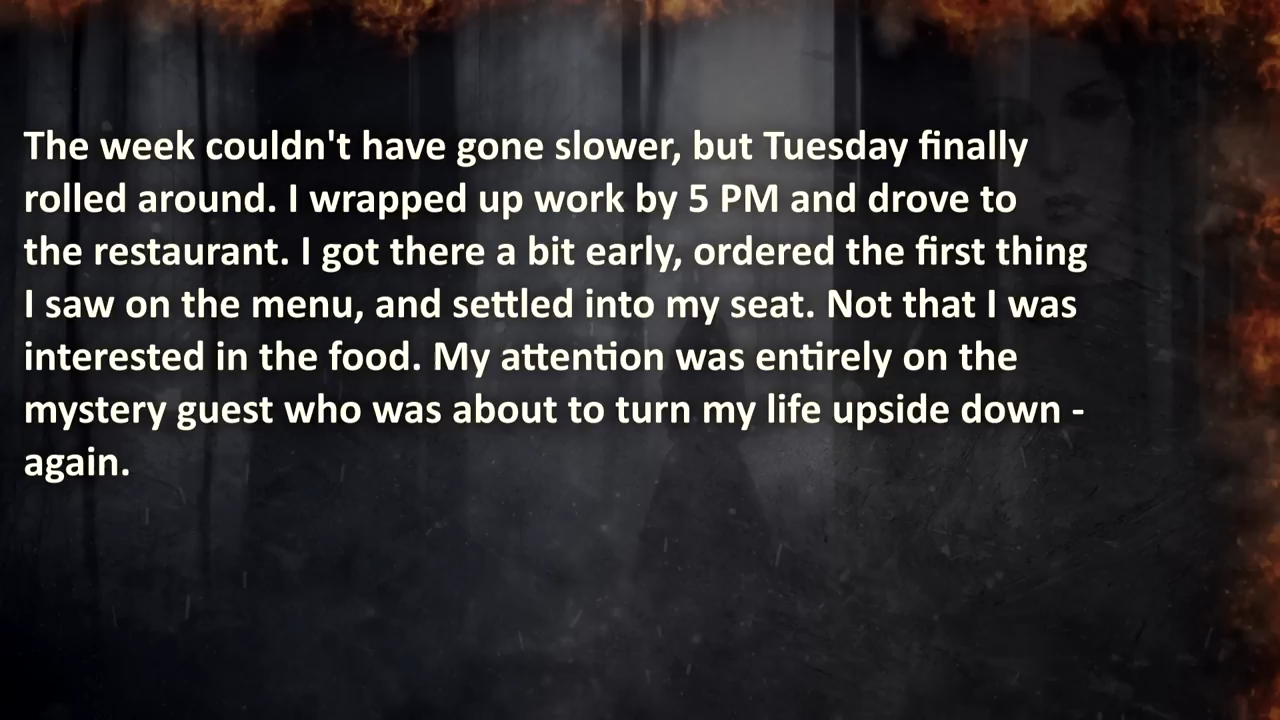 The week couldn't have gone slower, but Tuesday finally
rolled around. I wrapped up work by 5 PM and drove to
the restaurant. I got there a bit early, ordered the first thing
I saw on the menu, and settled into my seat. Not that I was
interested in the food. My attention was entirely on the
mystery guest who was about to turn my life upside down -
again.